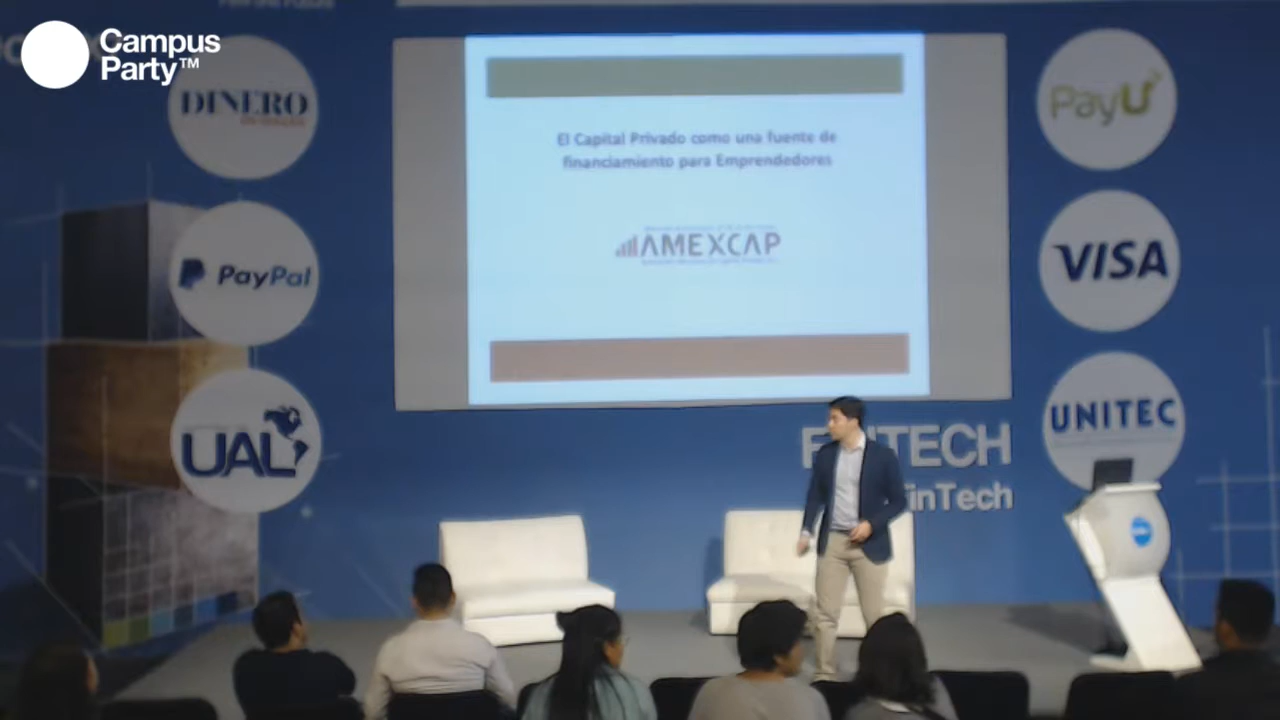 Campus
Party™
DINERO
PayPal
UAL
El Capital Privado como una fuente de
financiamiento para Emprendedores
AMEXCAP
PayU
VISA
UNITEC
FINTECH
FinTech